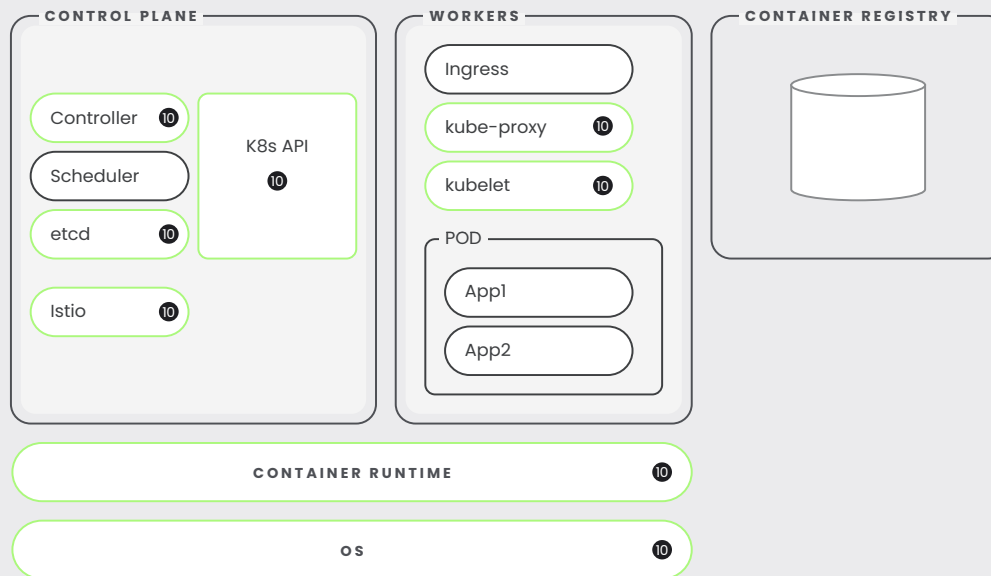 CONTROL PLANE
Controller 10
Scheduler
etcd 10
Istio 10
K8s API
10
WORKERS
Ingress
kube-proxy 10
kubelet 10
POD
App1
App2
CONTAINER REGISTRY
CONTAINER RUNTIME 10
OS 10